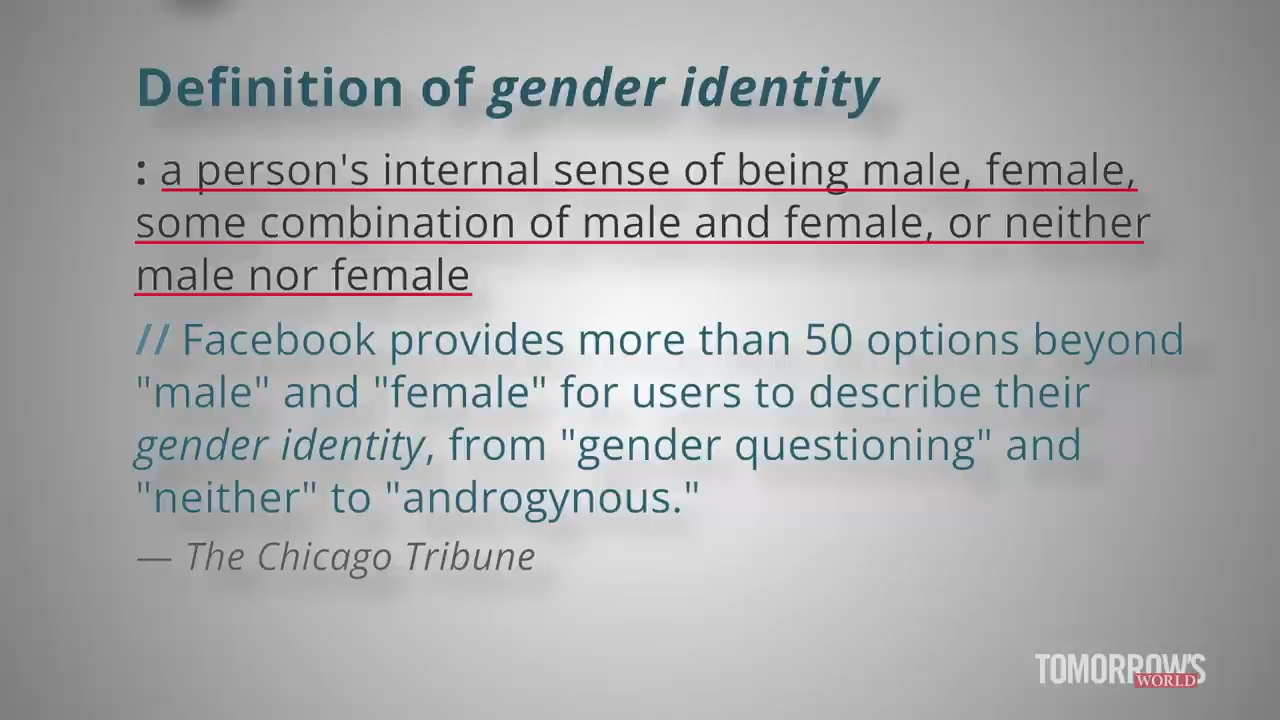 Definition of gender identity
: a person's internal sense of being male, female,
some combination of male and female, or neither
male nor female
// Facebook provides more than 50 options beyond
"male" and "female" for users to describe their
gender identity, from "gender questioning" and
"neither" to "androgynous."
— The Chicago Tribune
TOMORROW'S
WORLD